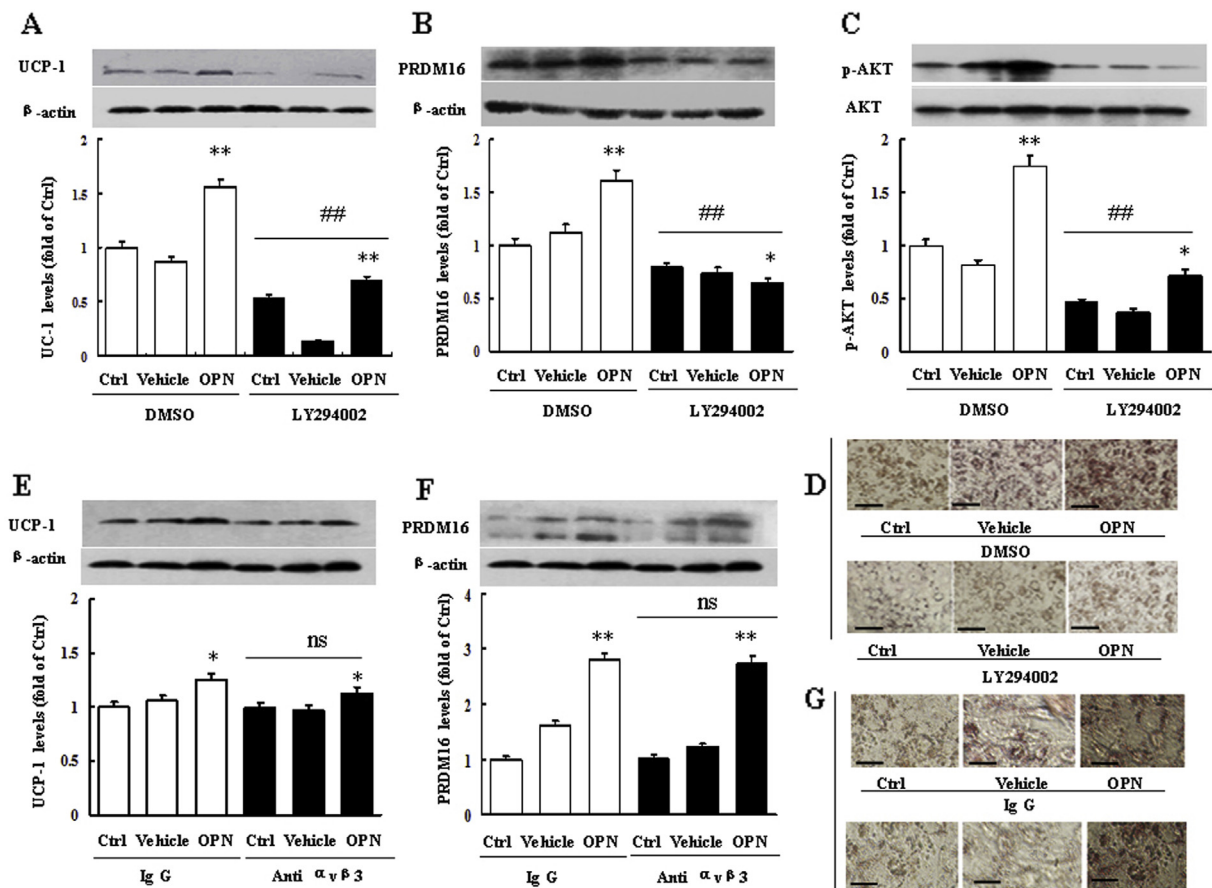 A
UCP-1
β-actin
UC-1 levels (fold of Ctrl)
2
1.5
1
0.5
0
**
##
**
Ctrl Vehicle OPN Ctrl Vehicle OPN
DMSO LY294002
B
PRDM16
β-actin
PRDM16 levels (fold of Ctrl)
2
1.5
1
0.5
0
**
##
*
Ctrl Vehicle OPN Ctrl Vehicle OPN
DMSO LY294002
C
p-AKT
AKT
p-AKT levels (fold of Ctrl)
2
1.5
1
0.5
0
**
##
*
Ctrl Vehicle OPN Ctrl Vehicle OPN
DMSO LY294002
D
Ctrl Vehicle OPN
DMSO
Ctrl Vehicle OPN
LY294002
E
UCP-1
β-actin
UCP-1 levels (fold of Ctrl)
2
1.5
1
0.5
0
*
ns
*
Ctrl Vehicle OPN Ctrl Vehicle OPN
Ig G Anti αvβ3
F
PRDM16
β-actin
PRDM16 levels (fold of Ctrl)
4
3
2
1
0
**
ns
**
Ctrl Vehicle OPN Ctrl Vehicle OPN
Ig G Anti αvβ3
G
Ctrl Vehicle OPN
Ig G